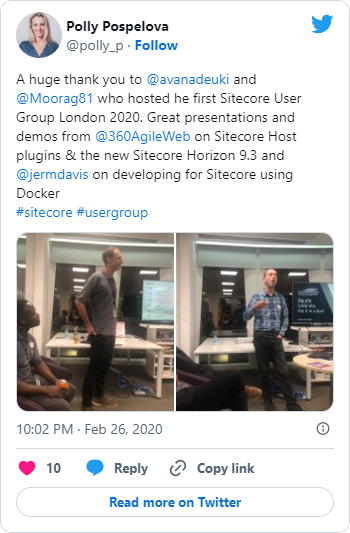 Polly Pospelova
@polly_p · Follow
A huge thank you to @avanadeuki and
@Moorag81 who hosted he first Sitecore User
Group London 2020. Great presentations and
demos from @360AgileWeb on Sitecore Host
plugins & the new Sitecore Horizon 9.3 and
@jermdavis on developing for Sitecore using
Docker
#sitecore #usergroup
10:02 PM · Feb 26, 2020
10 Reply Copy link
Read more on Twitter